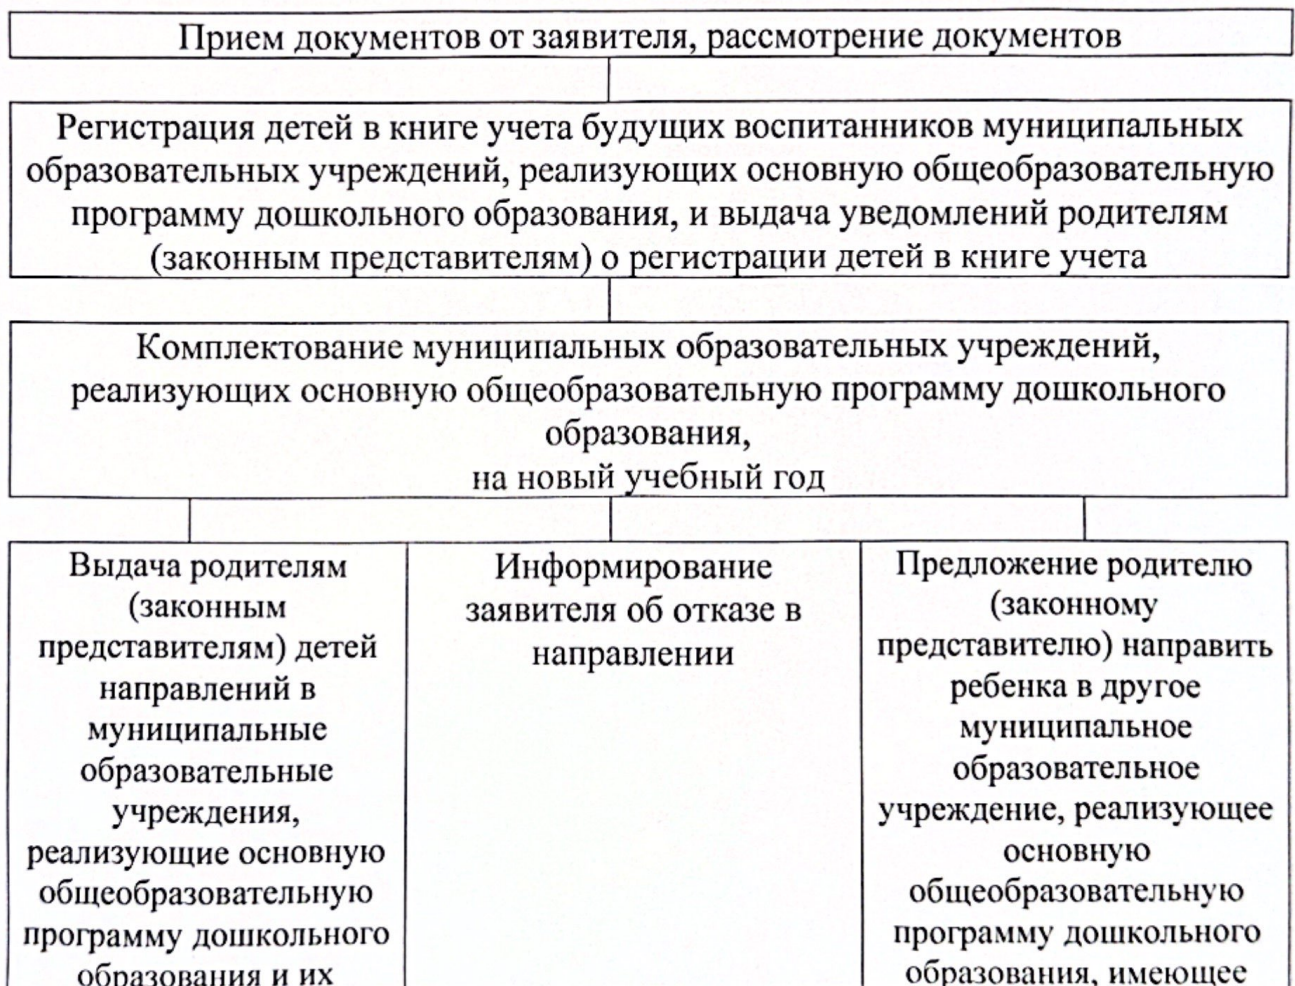 Прием документов от заявителя, рассмотрение документов
Регистрация детей в книге учета будущих воспитанников муниципальных
образовательных учреждений, реализующих основную общеобразовательную
программу дошкольного образования, и выдача уведомлений родителям
(законным представителям) о регистрации детей в книге учета
Комплектование муниципальных образовательных учреждений,
реализующих основную общеобразовательную программу дошкольного
образования,
на новый учебный год
Выдача родителям
(законным
представителям) детей
направлений в
муниципальные
образовательные
учреждения,
реализующие основную
общеобразовательную
программу дошкольного
образования и их
Информирование
заявителя об отказе в
направлении
Предложение родителю
(законному
представителю) направить
ребенка в другое
муниципальное
образовательное
учреждение, реализующее
основную
общеобразовательную
программу дошкольного
образования, имеющее